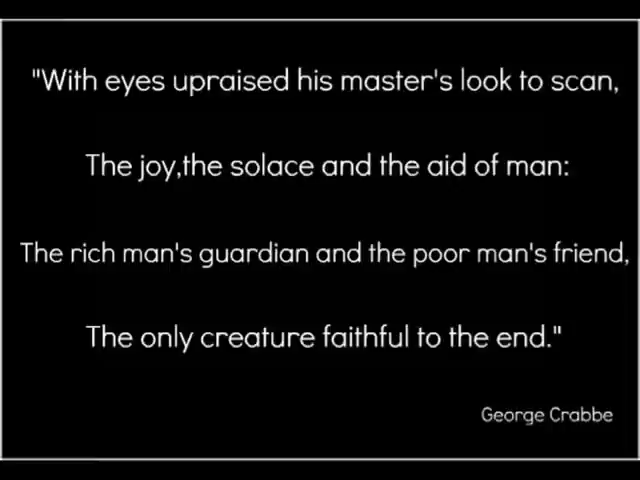 "With eyes upraised his master's look to scan,
The joy,the solace and the aid of man:
The rich man's guardian and the poor man's friend,
The only creature faithful to the end."
George Crabbe